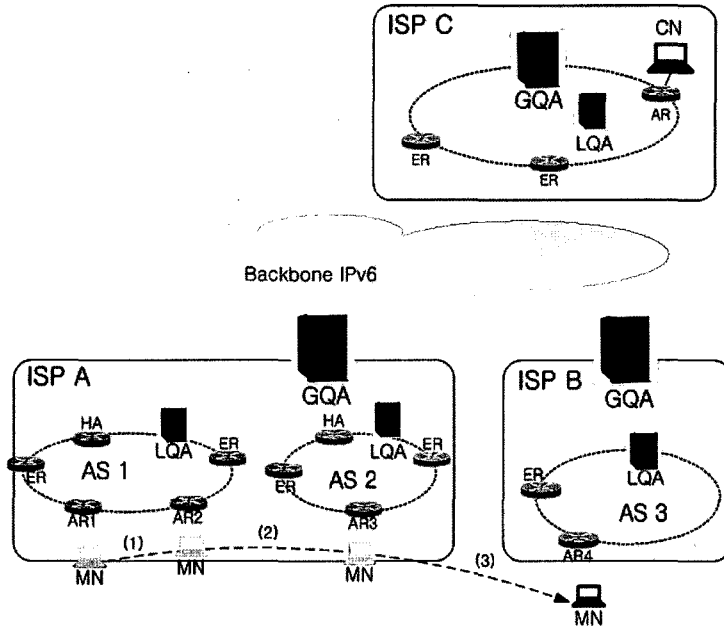 ISP C
CN
GQA
AR
LQA
ER
ER
Backbone IPv6
ISP A
GQA
ISP B
GQA
HA
LQA
ER
ER
AS 1
AR1
AR2
HA
LQA
ER
ER
AS 2
AR3
LQA
ER
AS 3
AR4
(1)
(2)
(3)
MN
MN
MN
MN